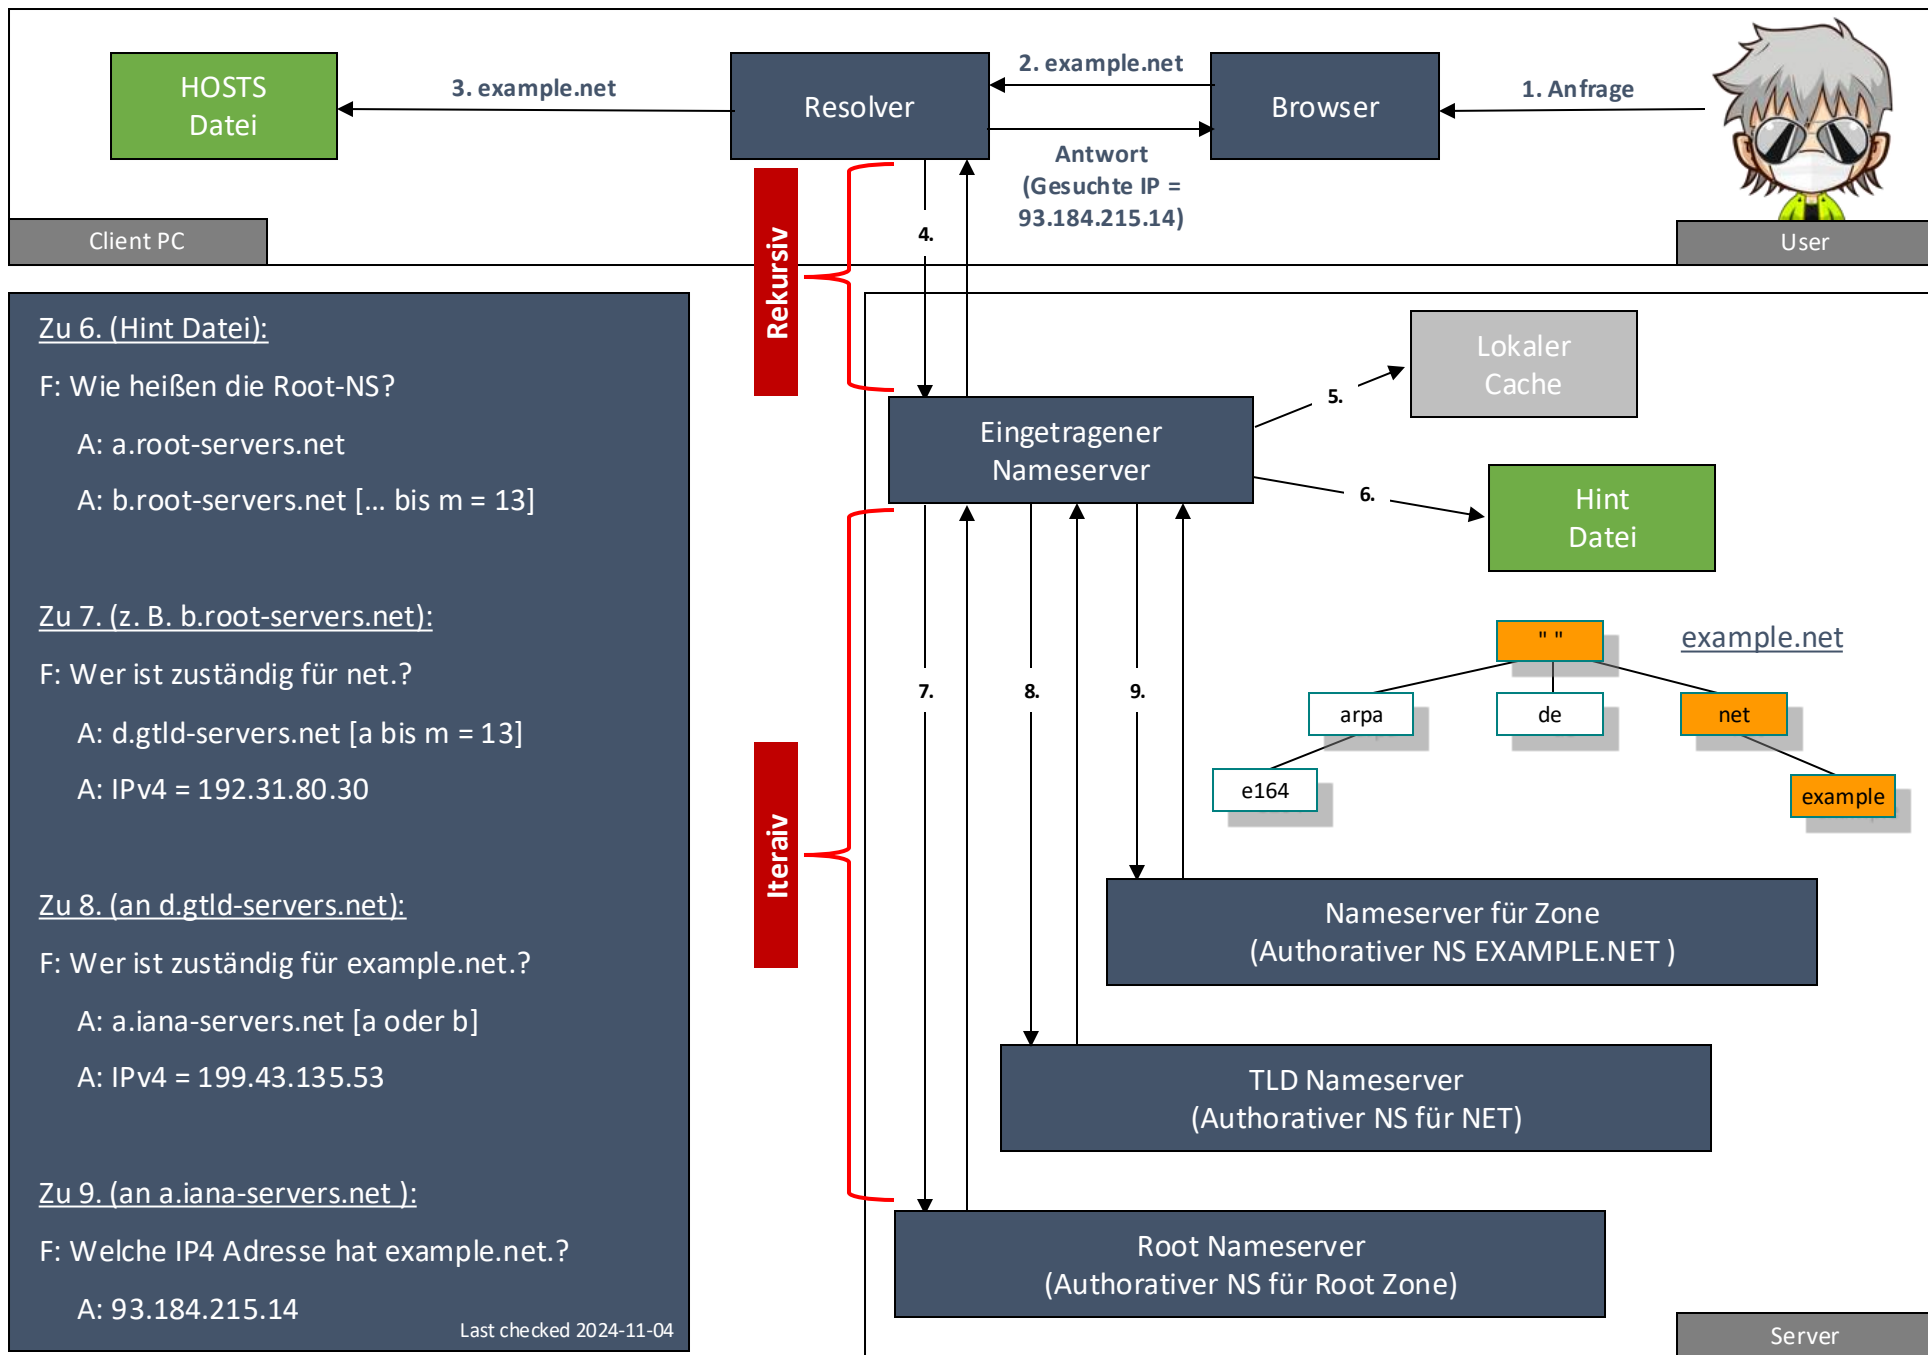 HOSTS
Datei
3. example.net
Resolver
2. example.net
Browser
1. Anfrage
Antwort
(Gesuchte IP =
93.184.215.14)
Client PC
User
4.
Rekursiv
Zu 6. (Hint Datei):
F: Wie heißen die Root-NS?
A: a.root-servers.net
A: b.root-servers.net [... bis m = 13]
Zu 7. (z. B. b.root-servers.net):
F: Wer ist zuständig für net.?
A: d.gtld-servers.net [a bis m = 13]
A: IPv4 = 192.31.80.30
Zu 8. (an d.gtld-servers.net):
F: Wer ist zuständig für example.net.?
A: a.iana-servers.net [a oder b]
A: IPv4 = 199.43.135.53
Zu 9. (an a.iana-servers.net ):
F: Welche IP4 Adresse hat example.net.?
A: 93.184.215.14
Last checked 2024-11-04
Lokaler
Cache
5.
Eingetragener
Nameserver
6.
Hint
Datei
" "
example.net
arpa
de
net
e164
example
7.
8.
9.
Iteraiv
Nameserver für Zone
(Authorativer NS EXAMPLE.NET )
TLD Nameserver
(Authorativer NS für NET)
Root Nameserver
(Authorativer NS für Root Zone)
Server